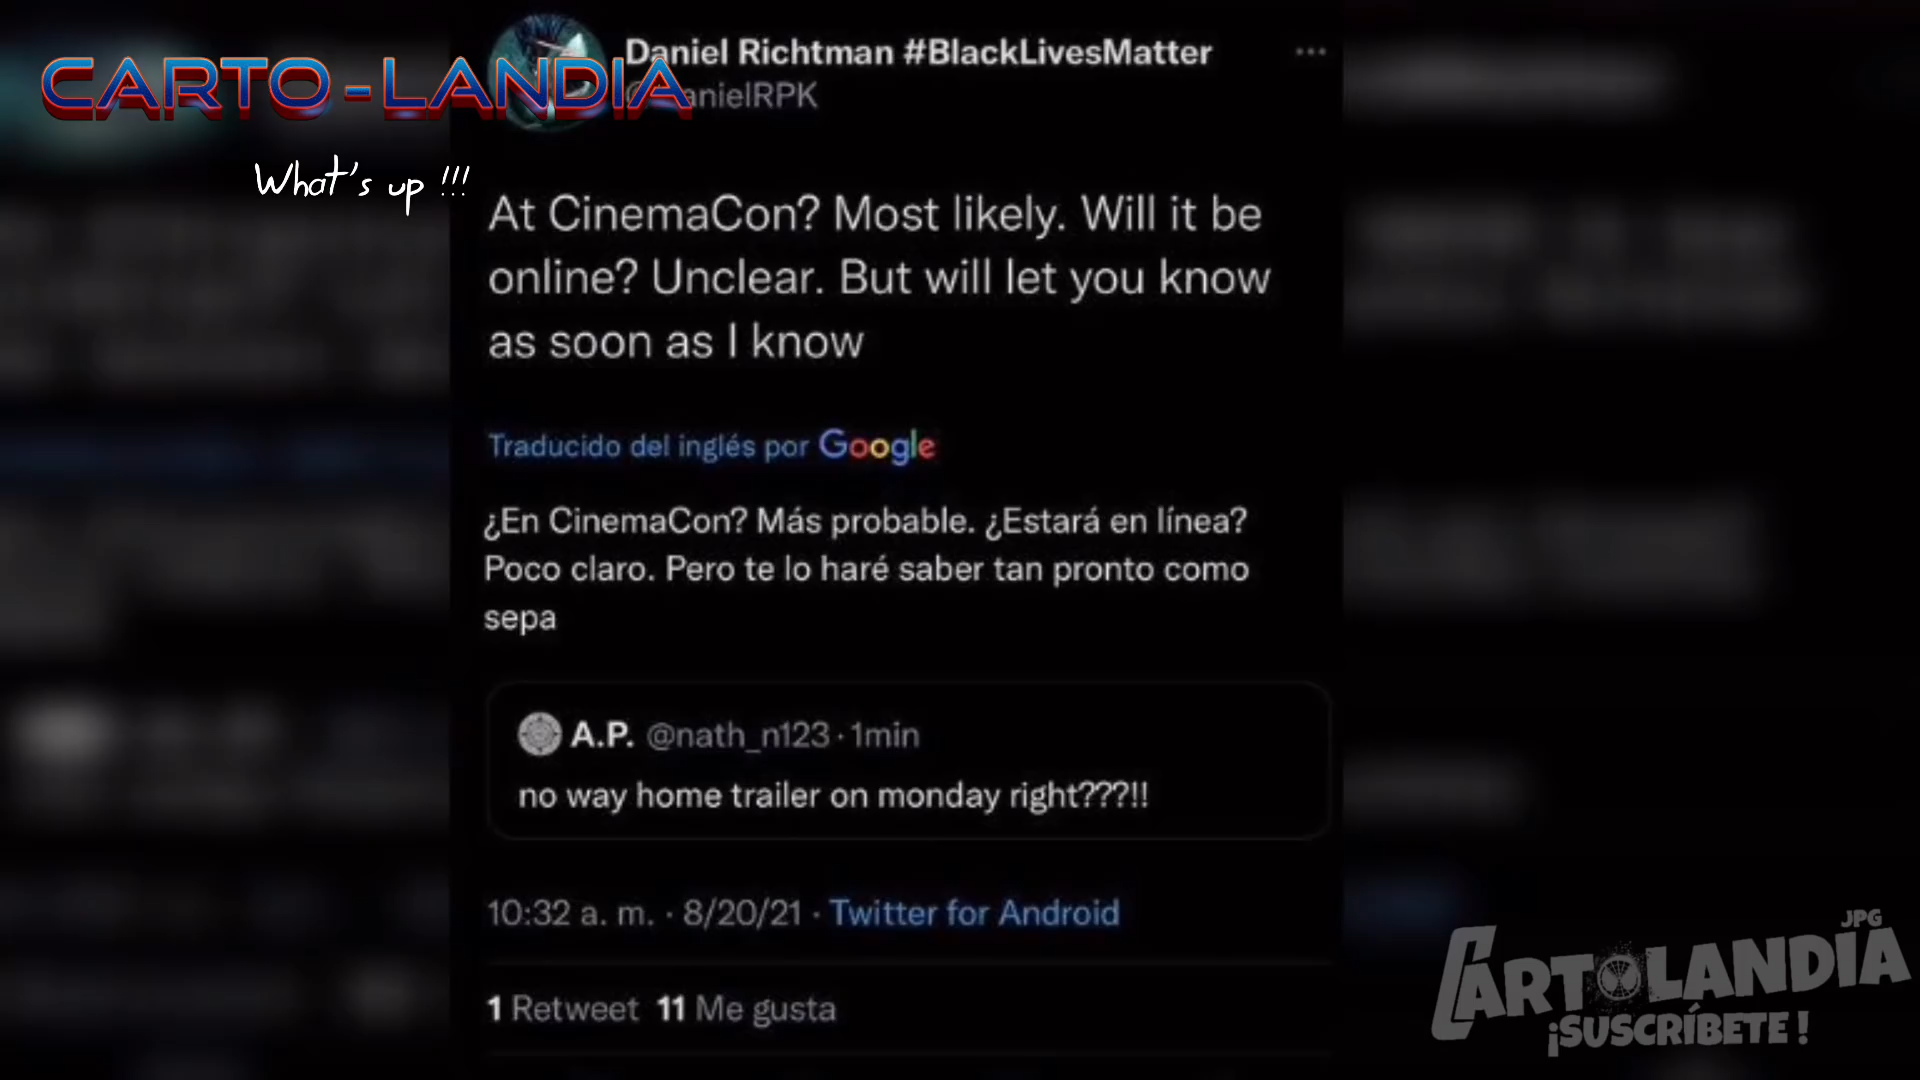 Daniel Richtman #BlackLivesMatter
CARTO-LANDIA
anielRPK
What's up !!!
At CinemaCon? Most likely. Will it be
online? Unclear. But will let you know
as soon as I know
Traducido del inglés por Google
¿En CinemaCon? Más probable. ¿Estará en línea?
Poco claro. Pero te lo haré saber tan pronto como
sepa
A.P. @nath_n123 · 1min
no way home trailer on monday right???!!
10:32 a. m. · 8/20/21 · Twitter for Android
1 Retweet 11 Me gusta
JPG
CARTOLANDIA
¡SUSCRÍBETE!